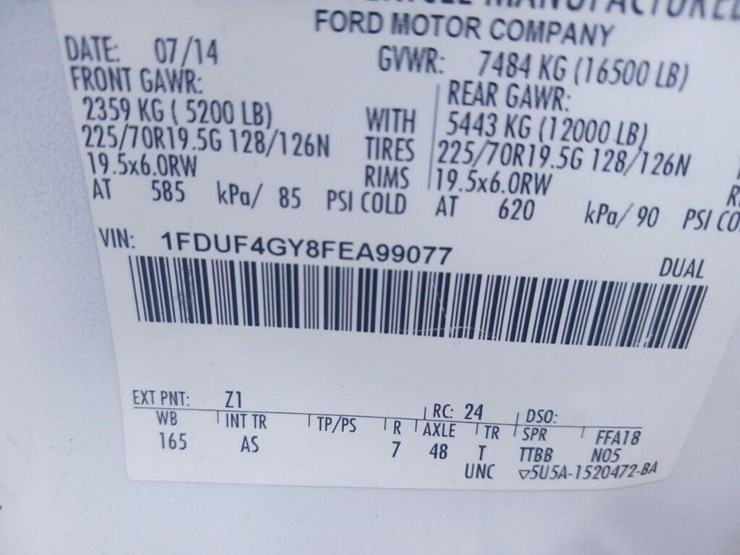 FORD MOTOR COMPANY
DATE: 07/14 GVWR: 7484 KG (16500 LB)
FRONT GAWR: REAR GAWR:
2359 KG ( 5200 LB) WITH 5443 KG (12000 LB)
225/70R19.5G 128/126N TIRES 225/70R19.5G 128/126N
19.5x6.0RW RIMS 19.5x6.0RW
AT 585 kPa/ 85 PSI COLD AT 620 kPa/ 90 PSI CO
VIN: 1FDUF4GY8FEA99077 DUAL
EXT PNT: Z1 RC: 24 DSO:
WB INT TR TP/PS R AXLE TR SPR FFA18
165 AS 7 48 T TTBB N05
UNC ▽5U5A-1520472-BA